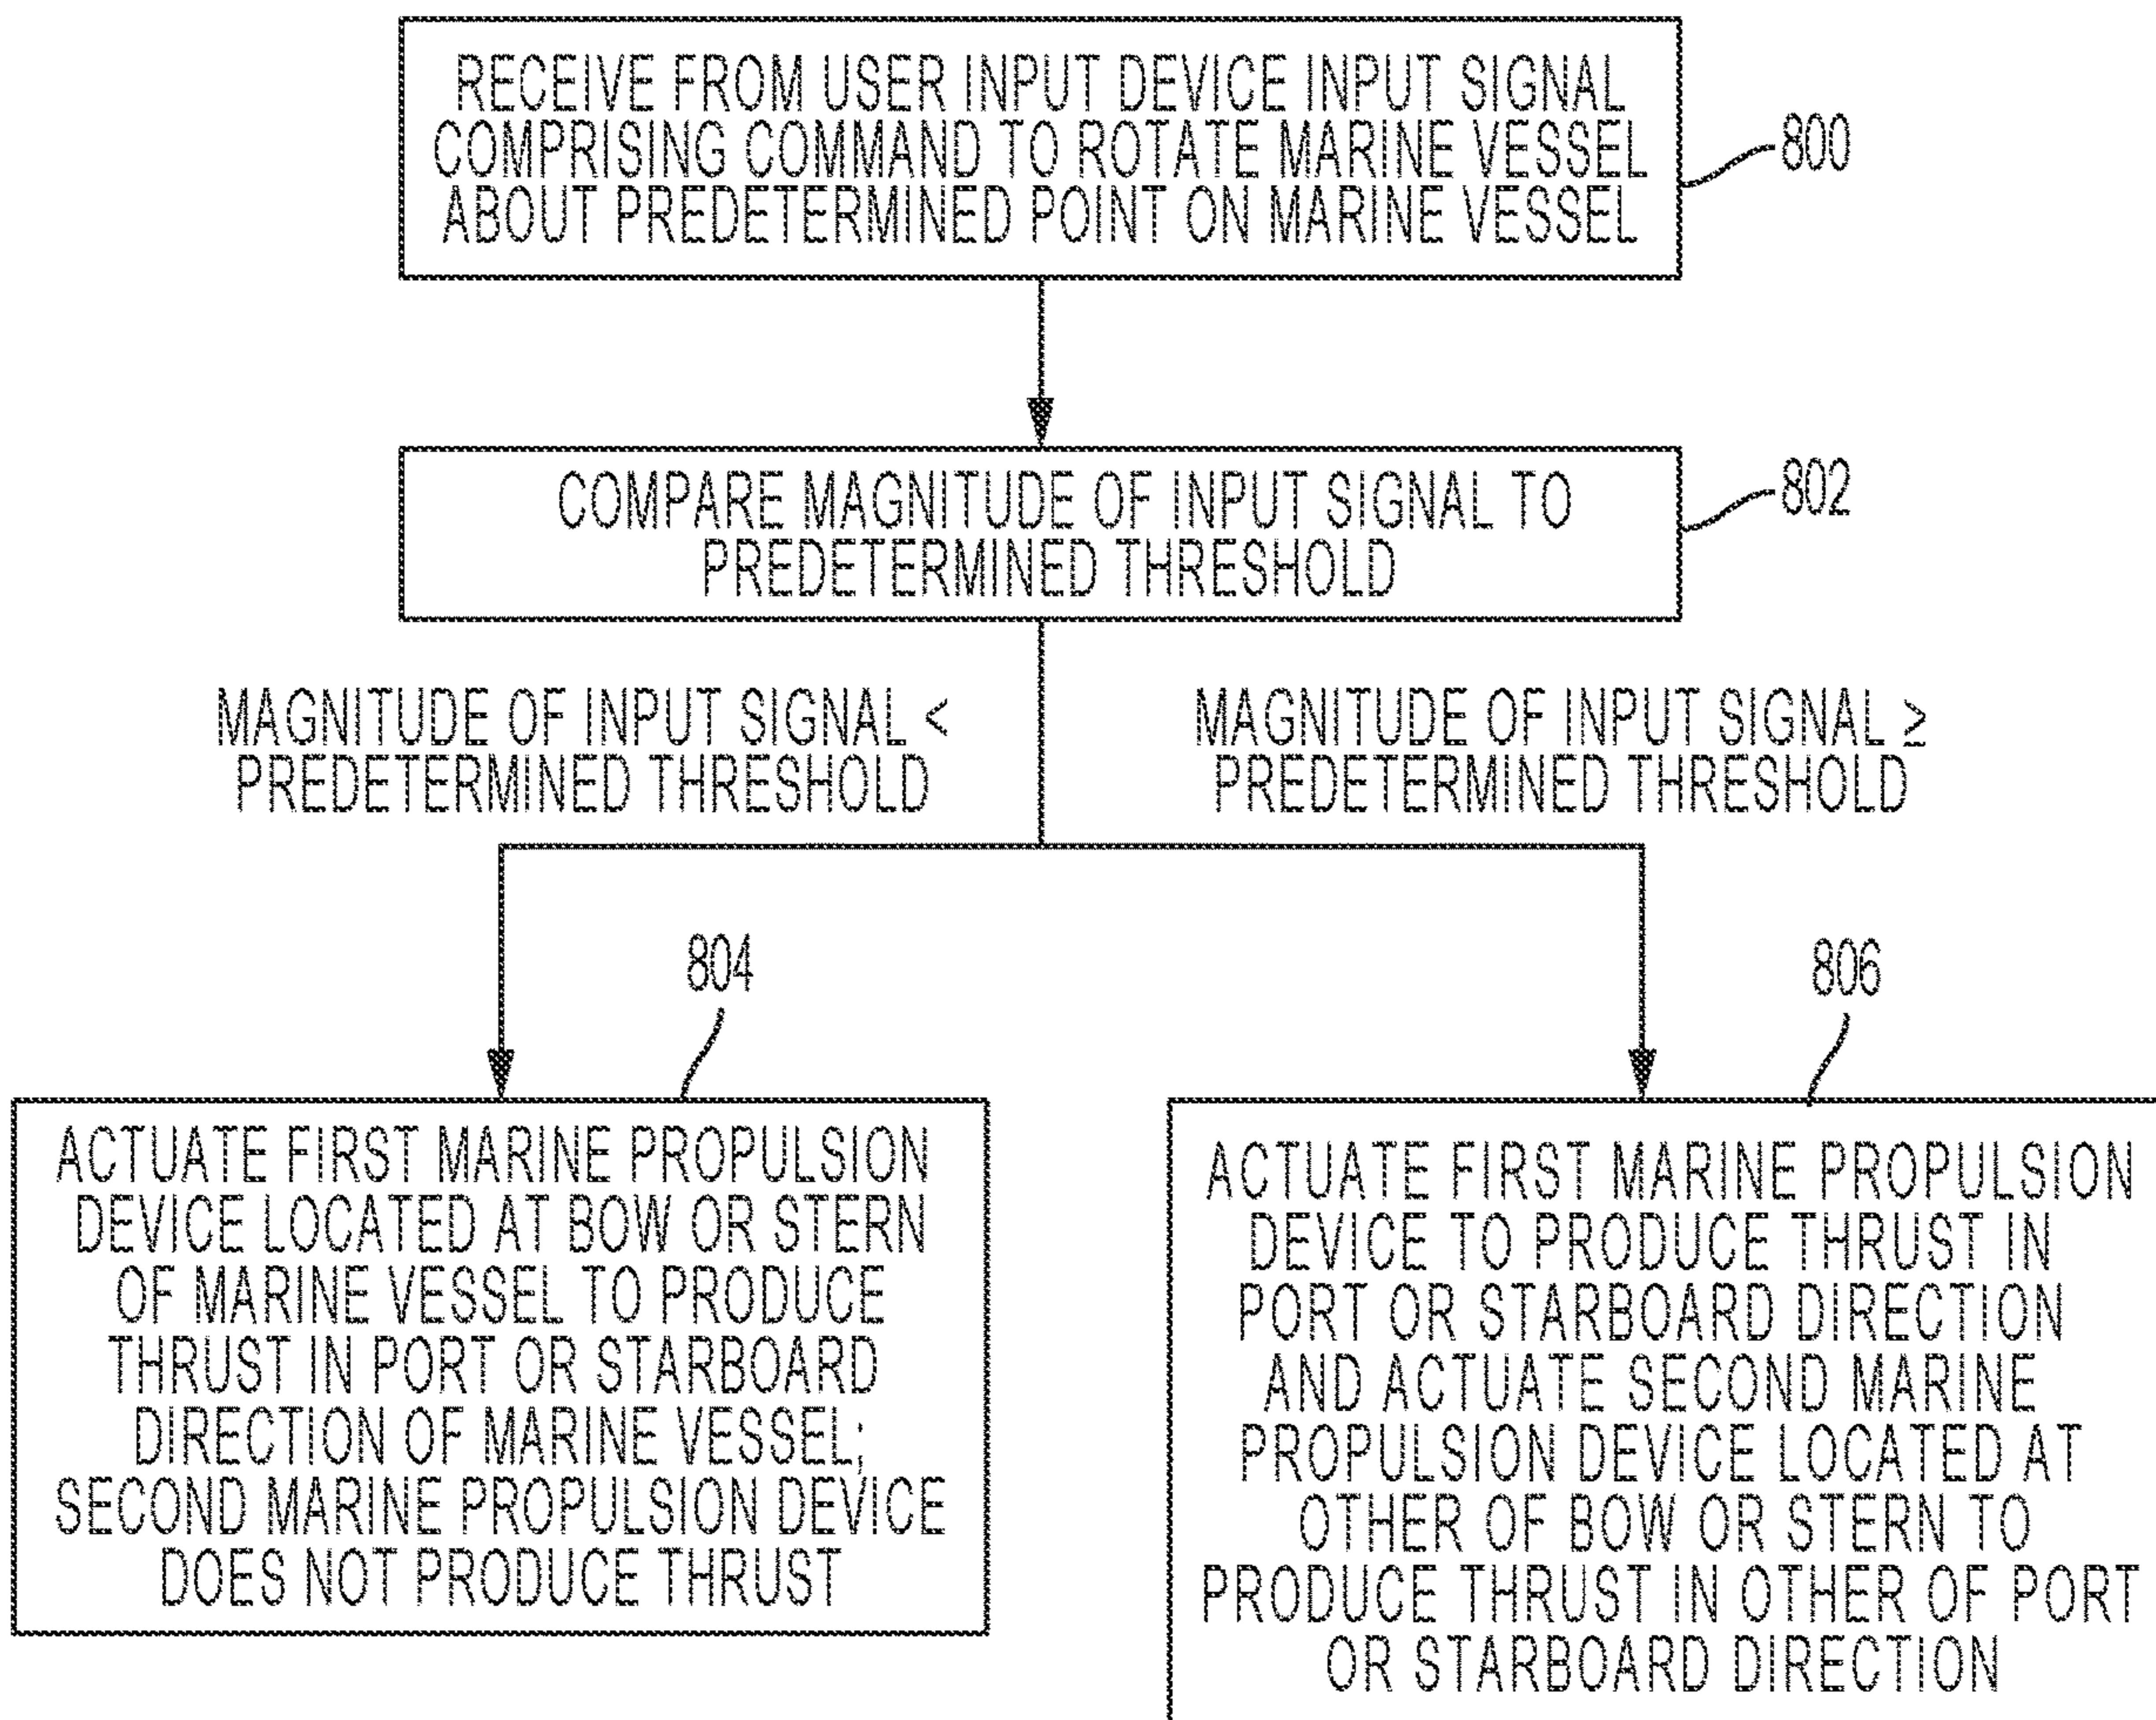 RECEIVE FROM USER INPUT DEVICE INPUT SIGNAL
COMPRISING COMMAND TO ROTATE MARINE VESSEL
ABOUT PREDETERMINED POINT ON MARINE VESSEL
800
COMPARE MAGNITUDE OF INPUT SIGNAL TO
PREDETERMINED THRESHOLD
802
MAGNITUDE OF INPUT SIGNAL <
PREDETERMINED THRESHOLD
MAGNITUDE OF INPUT SIGNAL ≥
PREDETERMINED THRESHOLD
804
806
ACTUATE FIRST MARINE PROPULSION
DEVICE LOCATED AT BOW OR STERN
OF MARINE VESSEL TO PRODUCE
THRUST IN PORT OR STARBOARD
DIRECTION OF MARINE VESSEL;
SECOND MARINE PROPULSION DEVICE
DOES NOT PRODUCE THRUST
ACTUATE FIRST MARINE PROPULSION
DEVICE TO PRODUCE THRUST IN
PORT OR STARBOARD DIRECTION
AND ACTUATE SECOND MARINE
PROPULSION DEVICE LOCATED AT
OTHER OF BOW OR STERN TO
PRODUCE THRUST IN OTHER OF PORT
OR STARBOARD DIRECTION